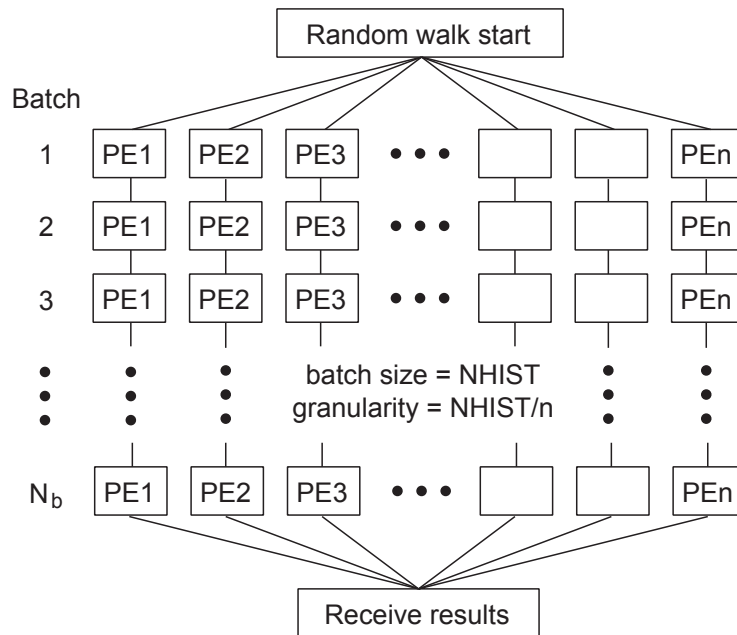 Random walk start
Batch
1 PE1 PE2 PE3 ••• PEn
2 PE1 PE2 PE3 ••• PEn
3 PE1 PE2 PE3 ••• PEn
batch size = NHIST
granularity = NHIST/n
N_b PE1 PE2 PE3 ••• PEn
Receive results